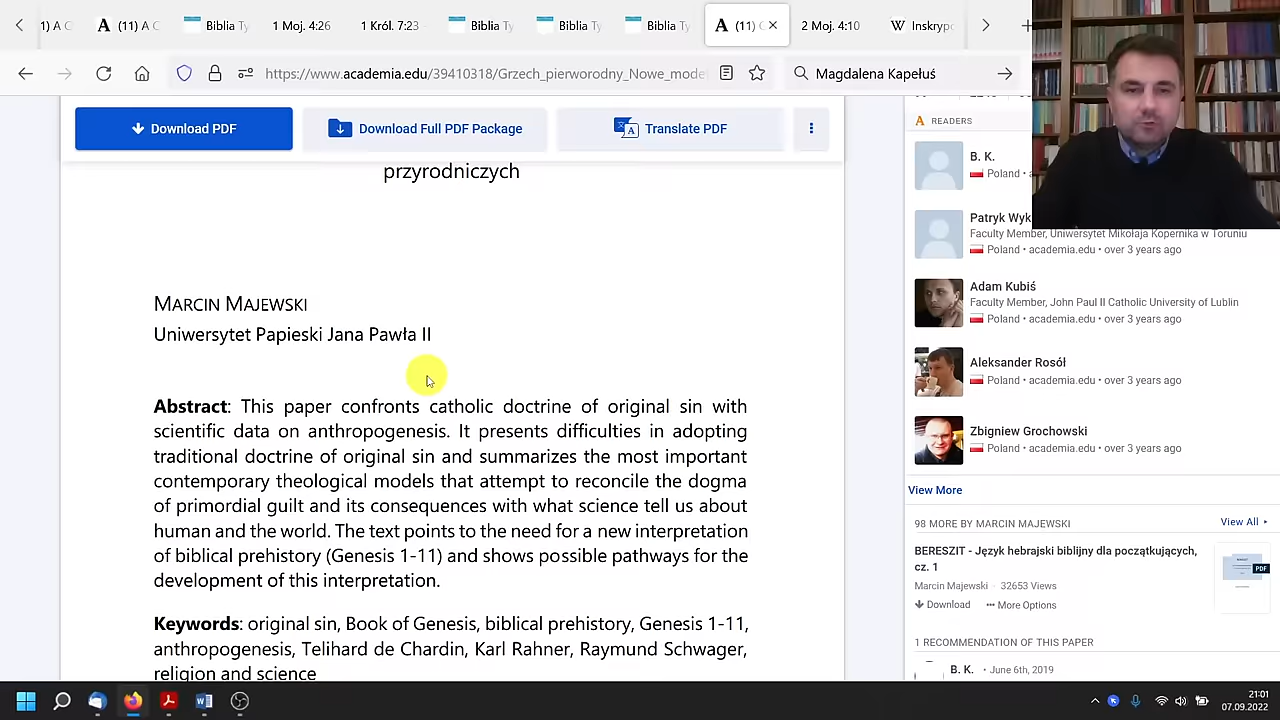 1) A C
(11) A C
Biblia Ty
1 Moj. 4:26
1 Król. 7:23
Biblia Ty
Biblia Ty
Biblia Ty
(11) G
2 Moj. 4:10
Inskrypc
https://www.academia.edu/39410318/Grzech_pierworodny_Nowe_mode
Magdalena Kapełuś
Download PDF
Download Full PDF Package
Translate PDF
przyrodniczych
MARCIN MAJEWSKI
Uniwersytet Papieski Jana Pawła II
Abstract: This paper confronts catholic doctrine of original sin with
scientific data on anthropogenesis. It presents difficulties in adopting
traditional doctrine of original sin and summarizes the most important
contemporary theological models that attempt to reconcile the dogma
of primordial guilt and its consequences with what science tell us about
human and the world. The text points to the need for a new interpretation
of biblical prehistory (Genesis 1-11) and shows possible pathways for the
development of this interpretation.
Keywords: original sin, Book of Genesis, biblical prehistory, Genesis 1-11,
anthropogenesis, Telihard de Chardin, Karl Rahner, Raymund Schwager,
religion and science
READERS
B. K.
Poland •
Patryk Wyk
Faculty Member, Uniwersytet Mikołaja Kopernika w Toruniu
Poland • academia.edu • over 3 years ago
Adam Kubiś
Faculty Member, John Paul II Catholic University of Lublin
Poland • academia.edu • over 3 years ago
Aleksander Rosół
Poland • academia.edu • over 3 years ago
Zbigniew Grochowski
Poland • academia.edu • over 3 years ago
View More
98 MORE BY MARCIN MAJEWSKI
View All
BERESZIT - Język hebrajski biblijny dla początkujących,
cz. 1
Marcin Majewski · 32653 Views
Download ••• More Options
PDF
1 RECOMMENDATION OF THIS PAPER
B. K. • June 6th, 2019
21:01
07.09.2022